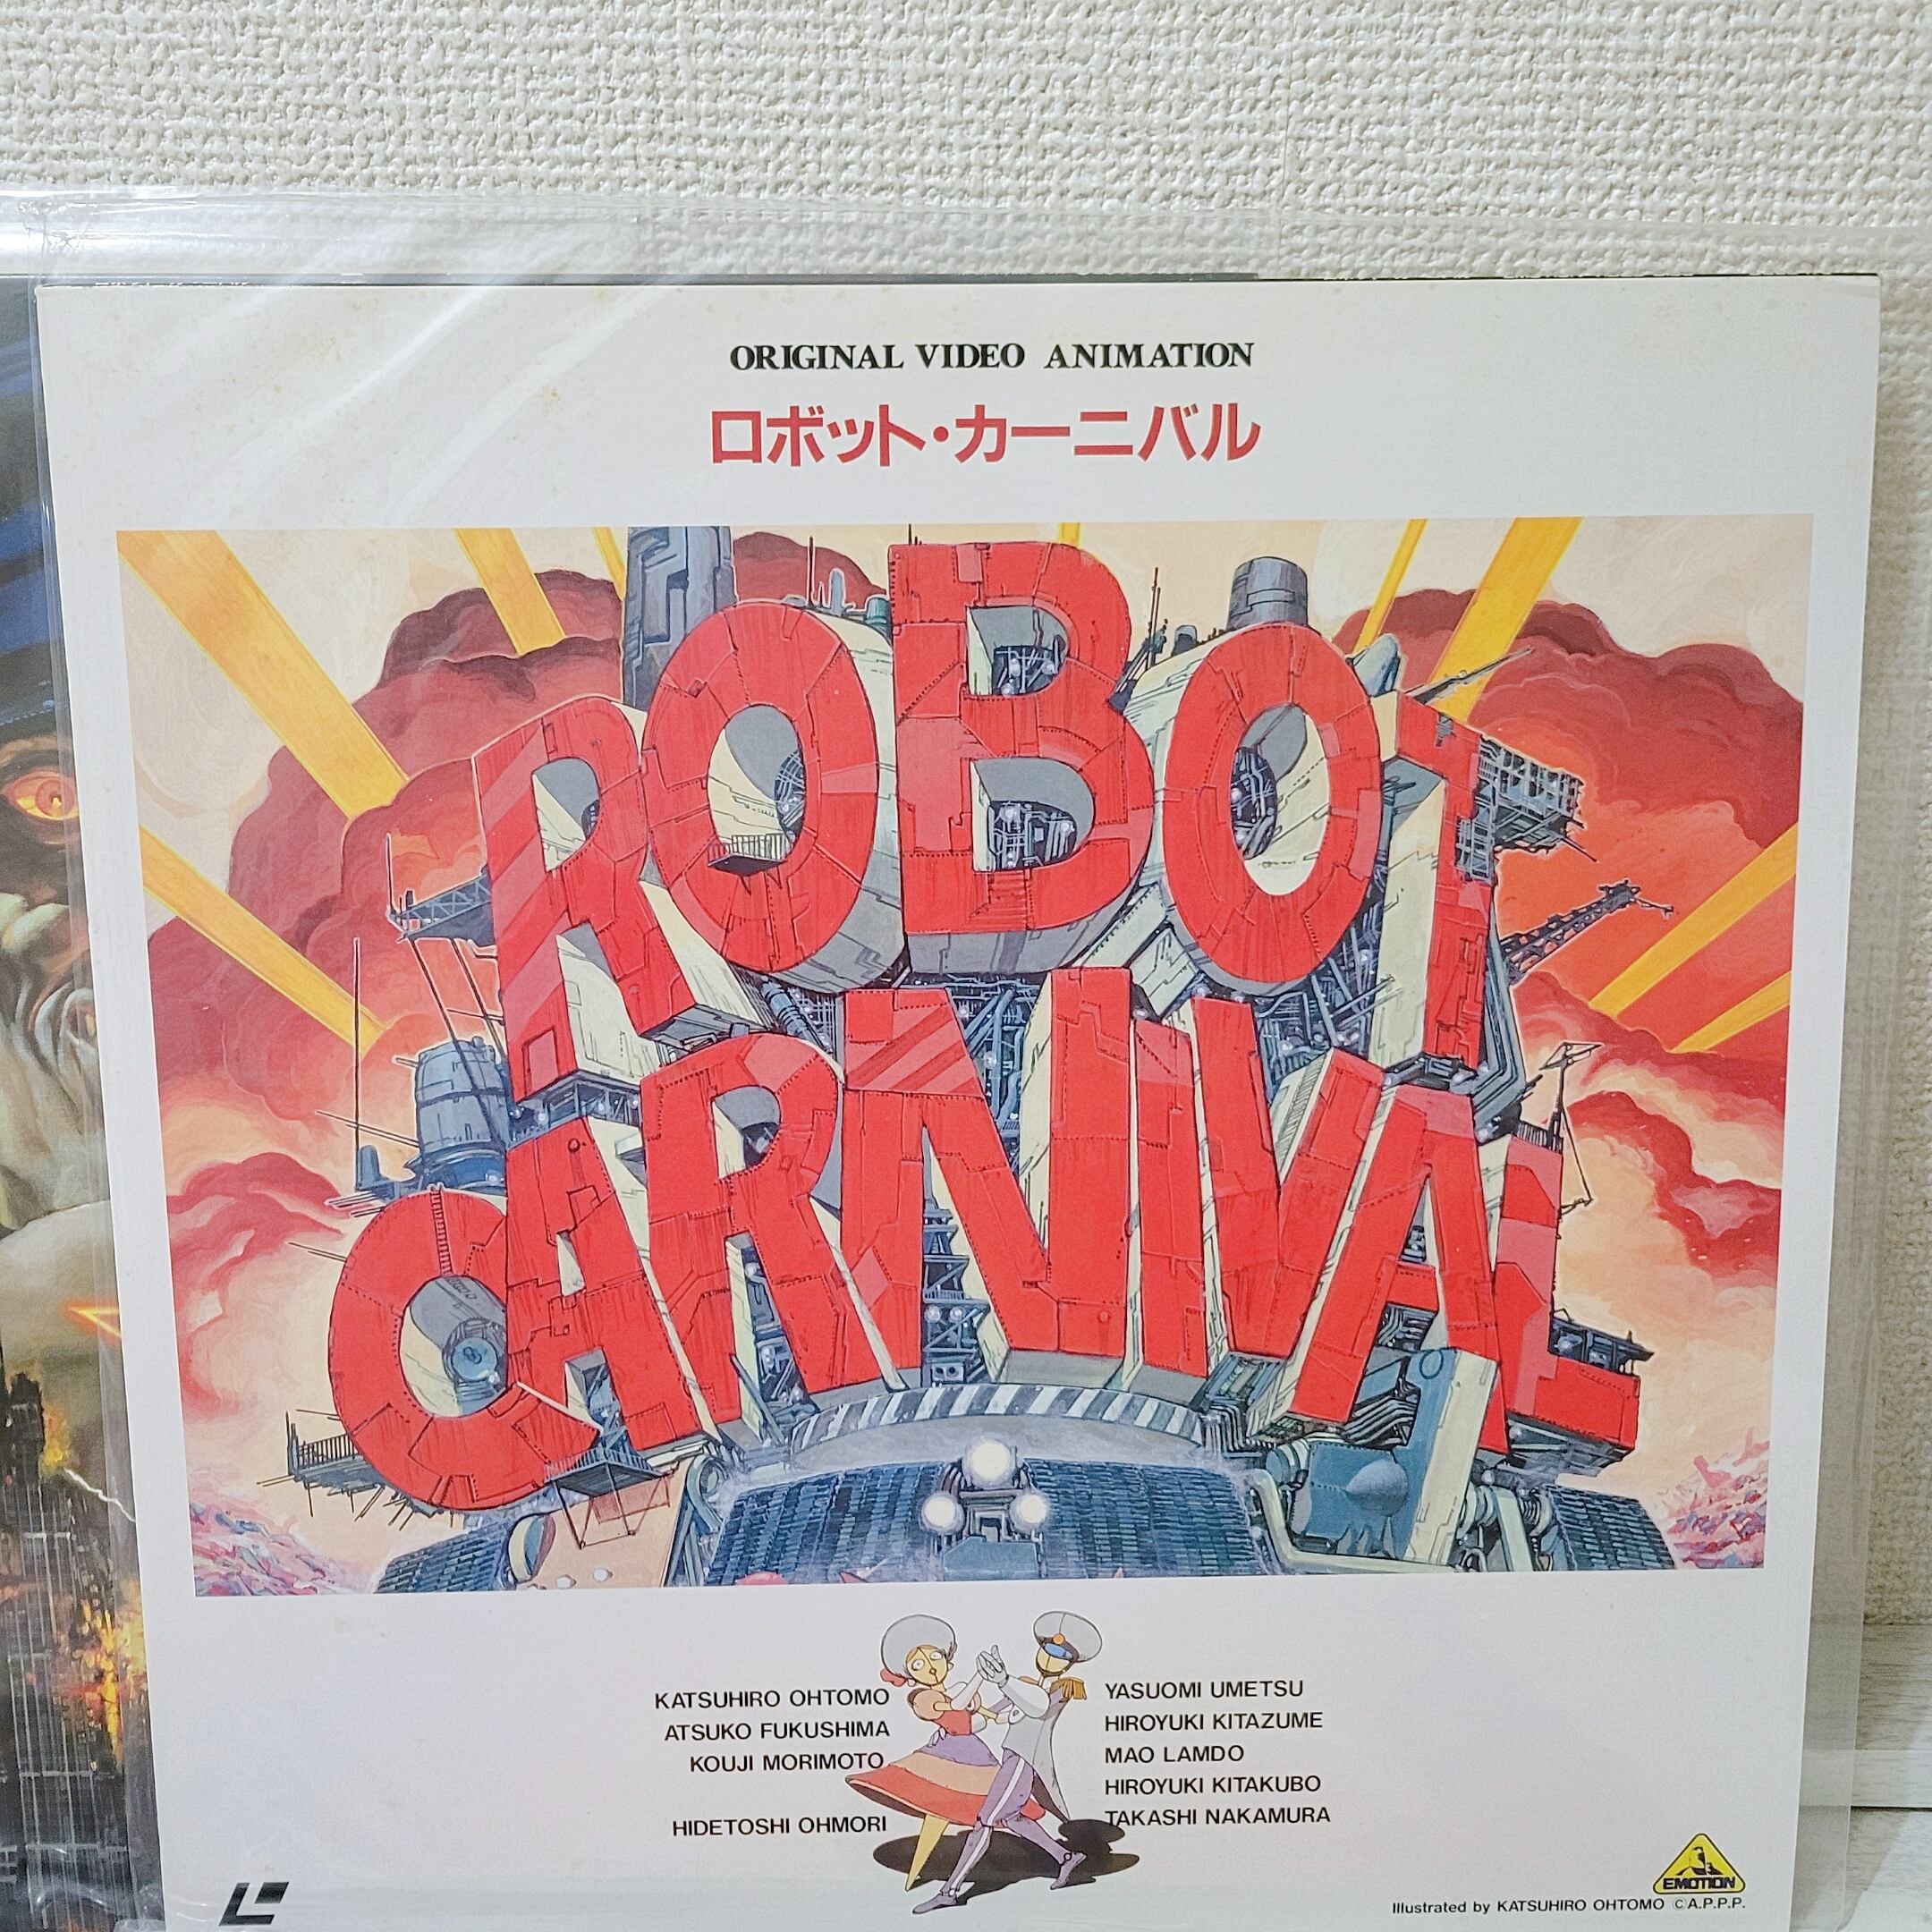 ORIGINAL VIDEO ANIMATION
ロボット・カーニバル
ROBOT
CARNIVAL
KATSUHIRO OHTOMO
ATSUKO FUKUSHIMA
KOUJI MORIMOTO
HIDETOSHI OHMORI
YASUOMI UMETSU
HIROYUKI KITAZUME
MAO LAMDO
HIROYUKI KITAKUBO
TAKASHI NAKAMURA
EMOTION
Illustrated by KATSUHIRO OHTOMO ©A.P.P.P.